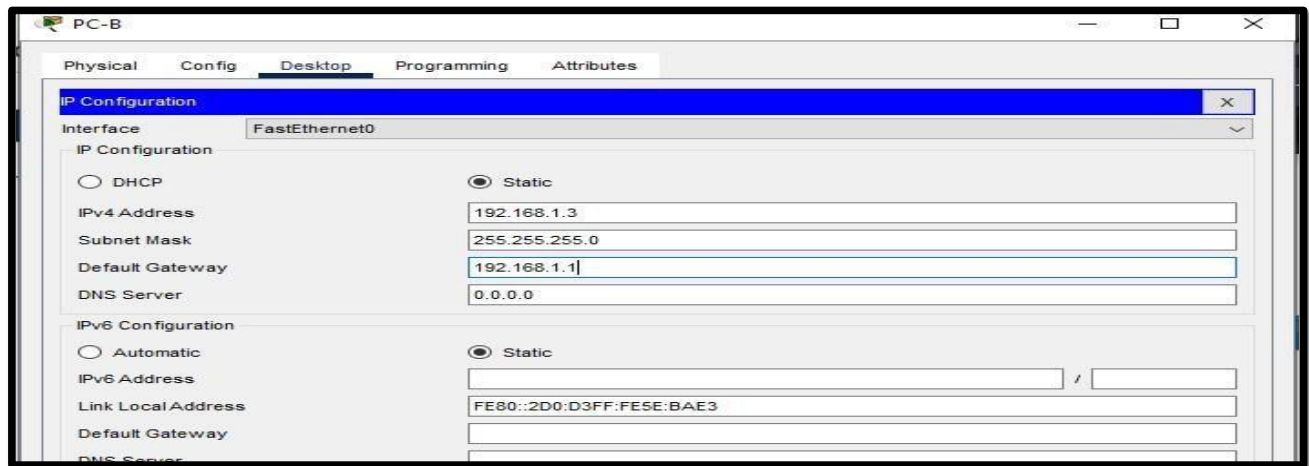 PC-B
Physical Config Desktop Programming Attributes
IP Configuration X
Interface FastEthernet0
IP Configuration
DHCP Static
IPv4 Address 192.168.1.3
Subnet Mask 255.255.255.0
Default Gateway 192.168.1.1
DNS Server 0.0.0.0
IPv6 Configuration
Automatic Static
IPv6 Address /
Link Local Address FE80::2D0:D3FF:FE5E:BAE3
Default Gateway
DNS Server